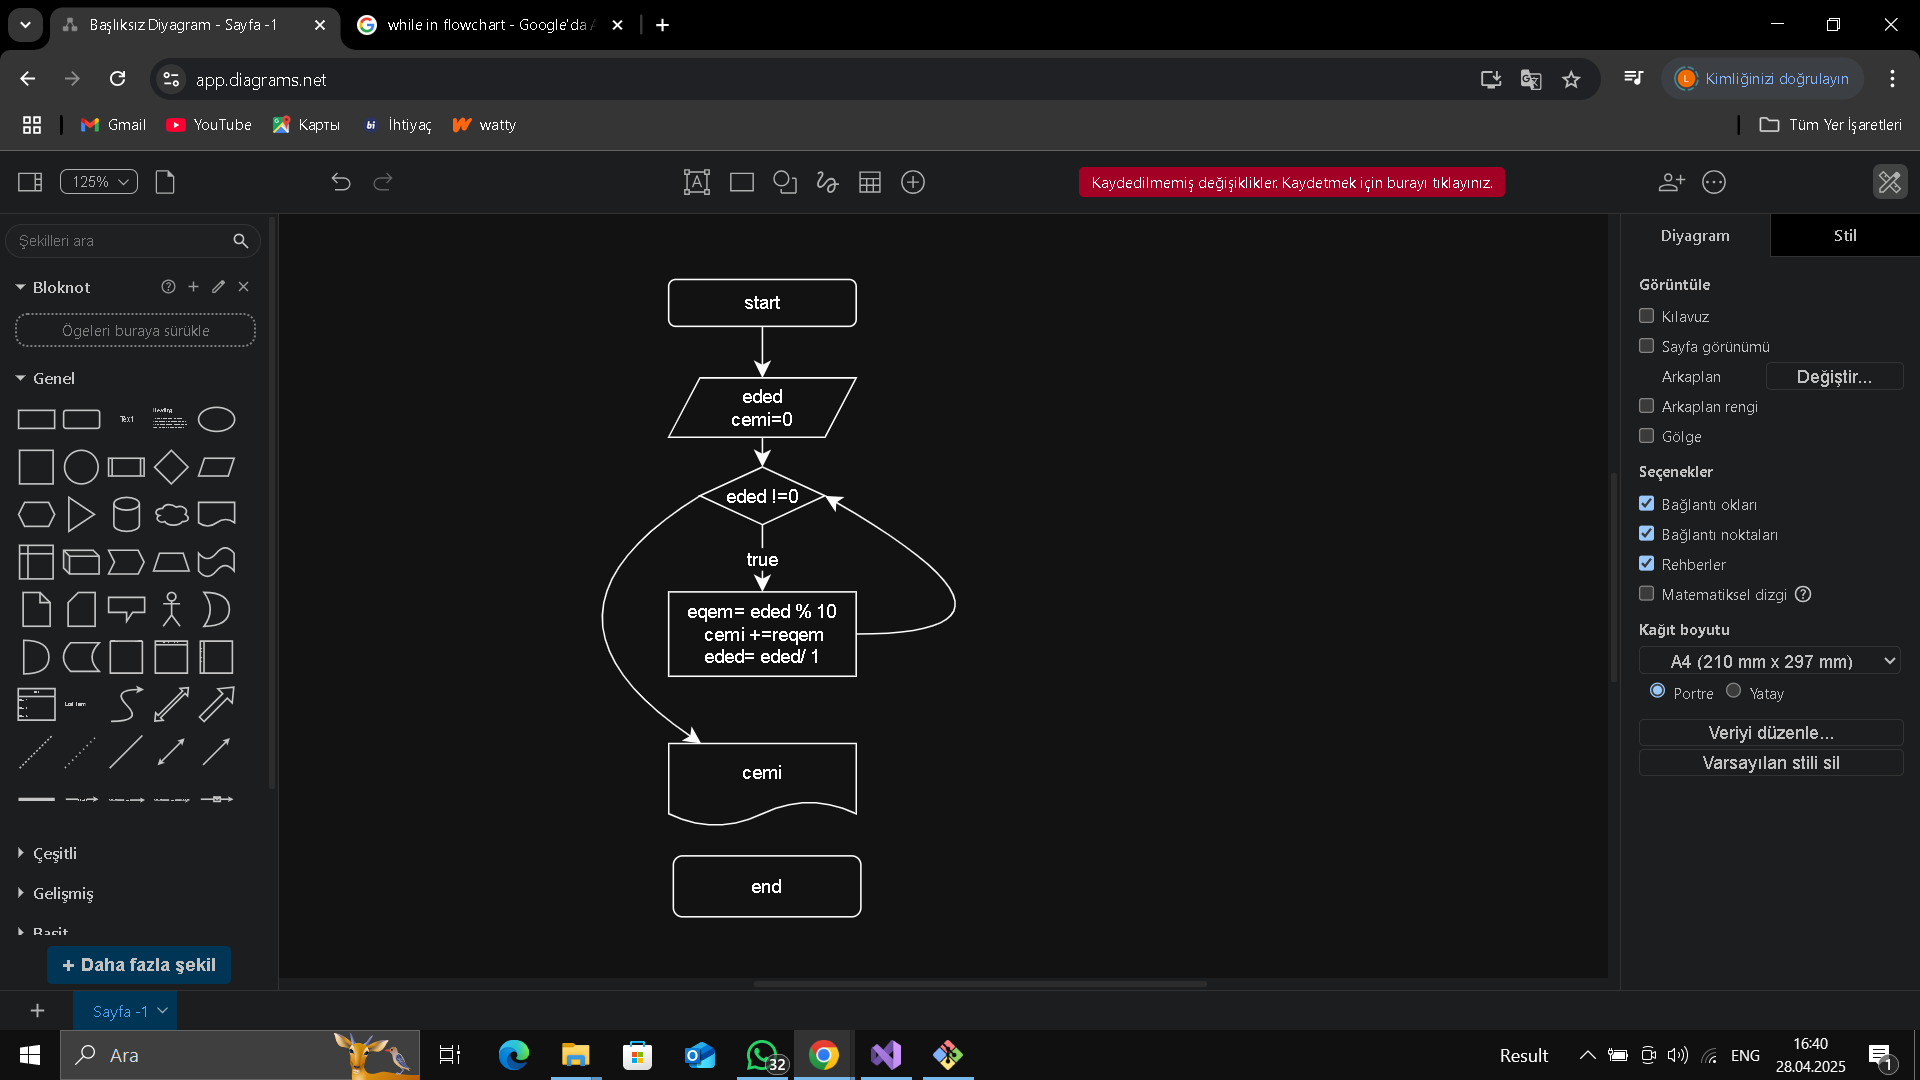 Başlıksız Diyagram - Sayfa -1
while in flowchart - Google'da A
app.diagrams.net
Kimliğinizi doğrulayın
Gmail
YouTube
Карты
İhtiyaç
watty
Tüm Yer İşaretleri
125%
Kaydedilmemiş değişiklikler. Kaydetmek için burayı tıklayınız.
Şekilleri ara
Bloknot
Ögeleri buraya sürükle
Genel
Text
Heading
List Item
Çeşitli
Gelişmiş
Basit
+ Daha fazla şekil
start
eded
cemi=0
eded !=0
true
eqem= eded % 10
cemi +=reqem
eded= eded/ 1
cemi
end
Diyagram
Stil
Görüntüle
Kılavuz
Sayfa görünümü
Arkaplan
Değiştir...
Arkaplan rengi
Gölge
Seçenekler
Bağlantı okları
Bağlantı noktaları
Rehberler
Matematiksel dizgi
Kağıt boyutu
A4 (210 mm x 297 mm)
Portre
Yatay
Veriyi düzenle...
Varsayılan stili sil
Sayfa -1
Ara
32
Result
ENG
16:40
28.04.2025
1